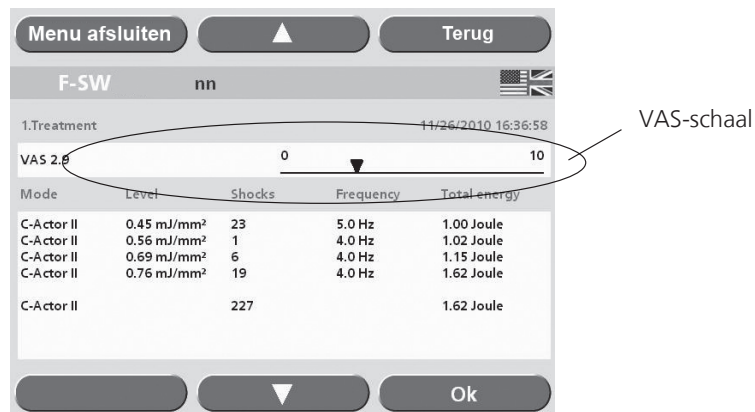 Menu afsluiten Terug
F-SW nn
1.Treatment 11/26/2010 16:36:58
VAS-schaal
VAS 2.9 0 10
Mode Level Shocks Frequency Total energy
C-Actor II 0.45 mJ/mm² 23 5.0 Hz 1.00 Joule
C-Actor II 0.56 mJ/mm² 1 4.0 Hz 1.02 Joule
C-Actor II 0.69 mJ/mm² 6 4.0 Hz 1.15 Joule
C-Actor II 0.76 mJ/mm² 19 4.0 Hz 1.62 Joule
C-Actor II 227 1.62 Joule
Ok